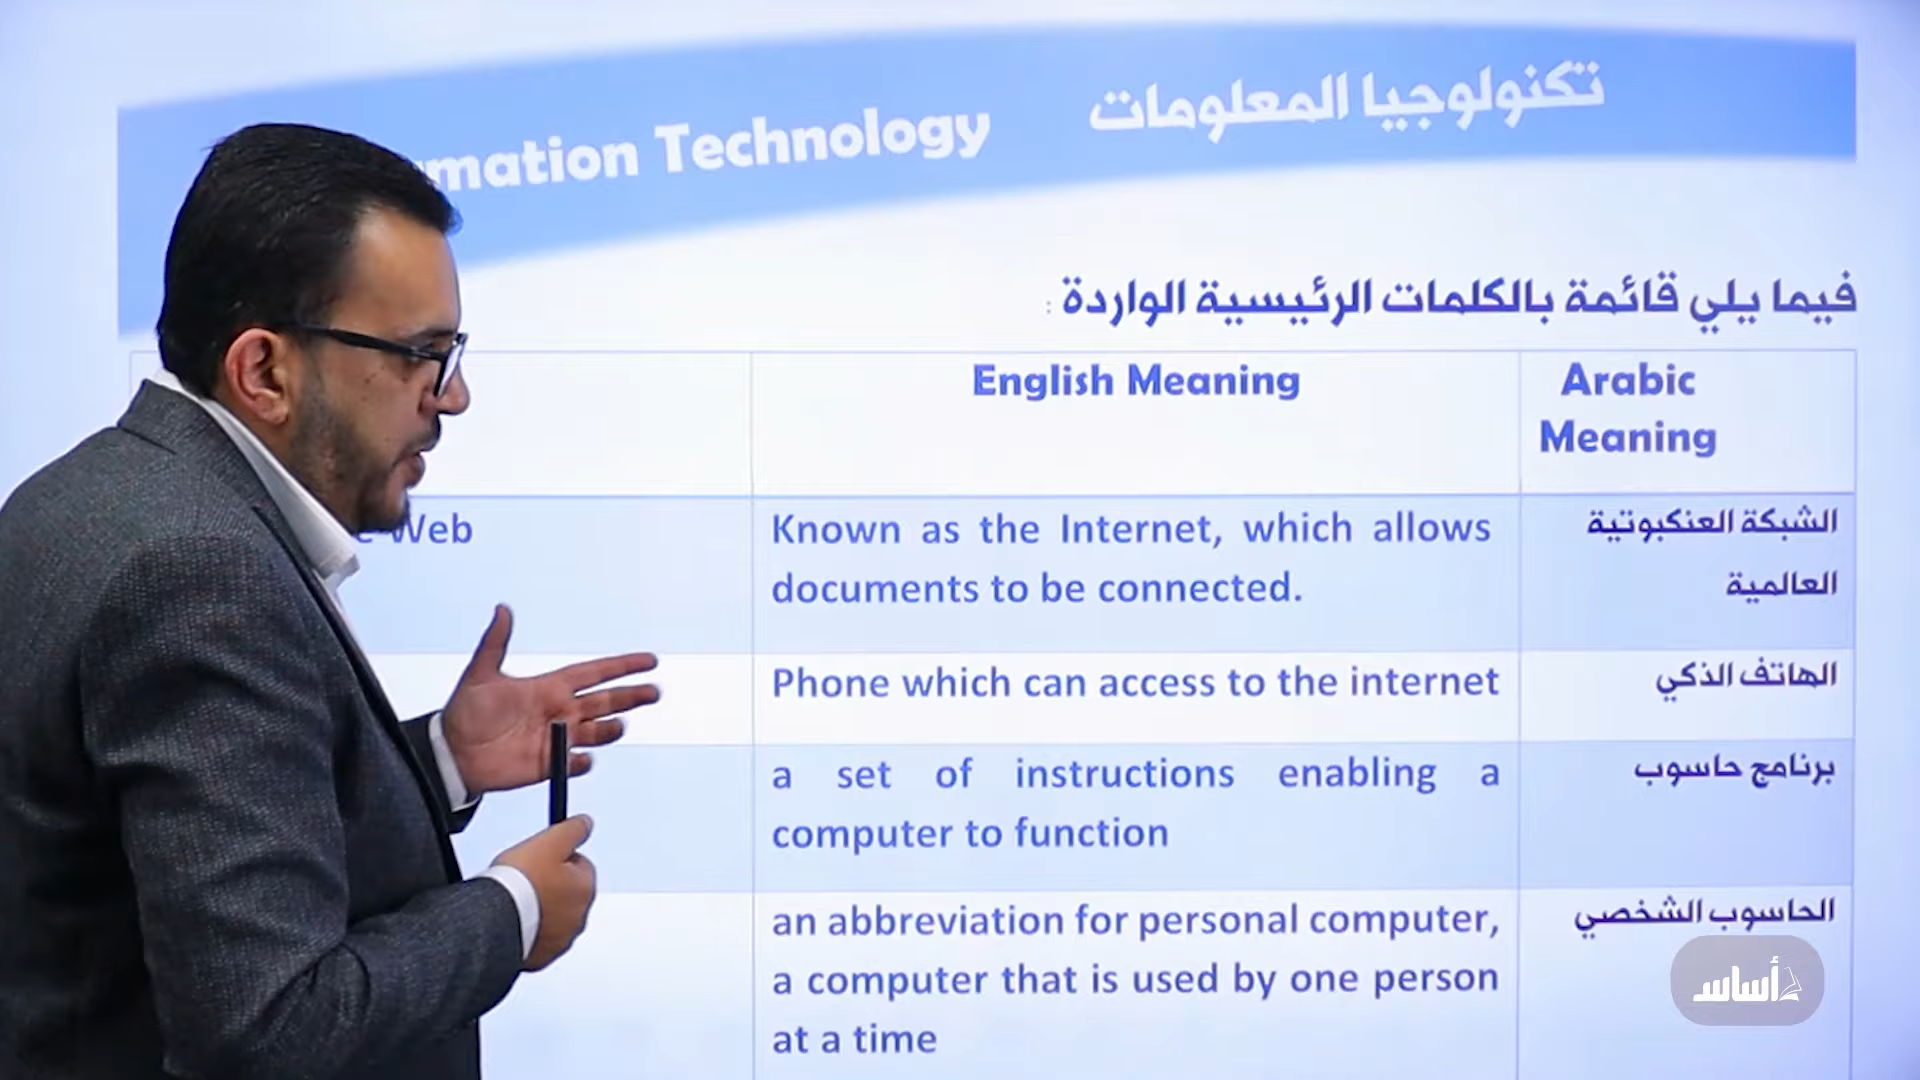 Technology تكنولوجيا المعلومات
فيما يلي قائمة بالكلمات الرئيسية الواردة :
English Meaning
Arabic
Meaning
Web
Known as the Internet, which allows
documents to be connected.
الشبكة العنكبوتية
العالمية
Phone which can access to the internet
الهاتف الذكي
a set of instructions enabling a
computer to function
برنامج حاسوب
an abbreviation for personal computer,
a computer that is used by one person
at a time
الحاسوب الشخصي
أساس